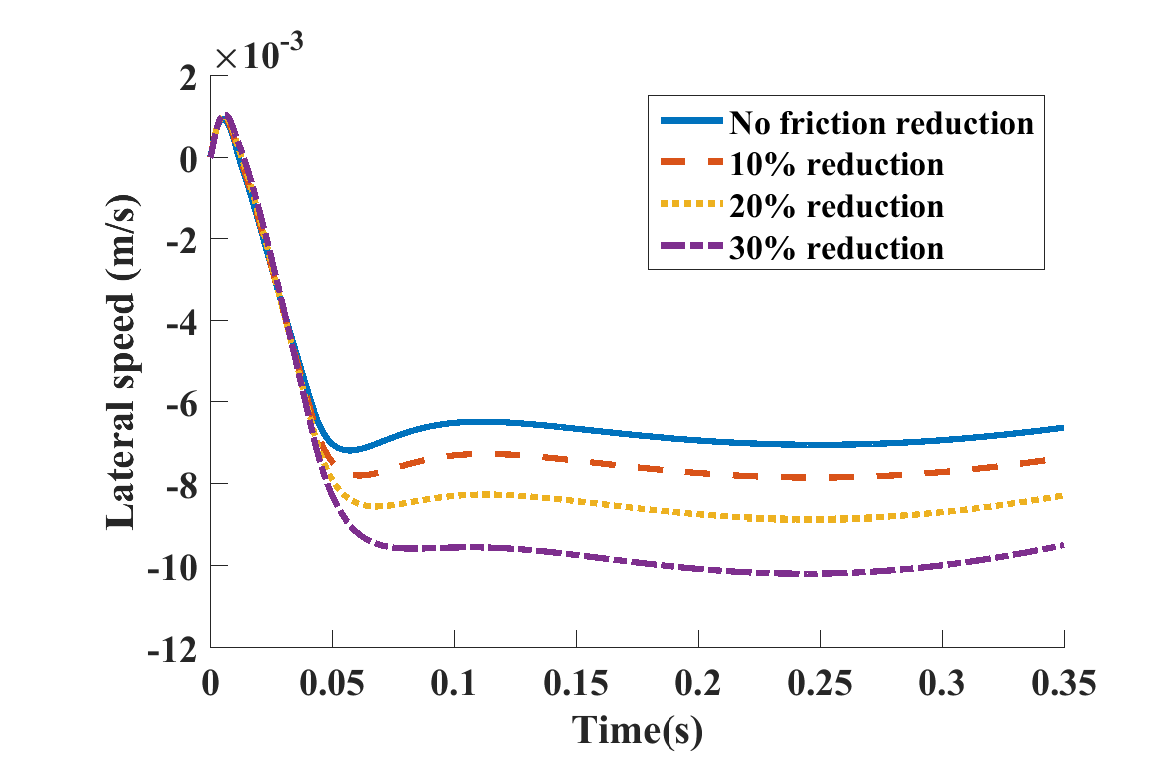 ×10-3
2
0
-2
-4
-6
-8
-10
-12
Lateral speed (m/s)
No friction reduction
10% reduction
20% reduction
30% reduction
0 0.05 0.1 0.15 0.2 0.25 0.3 0.35
Time(s)